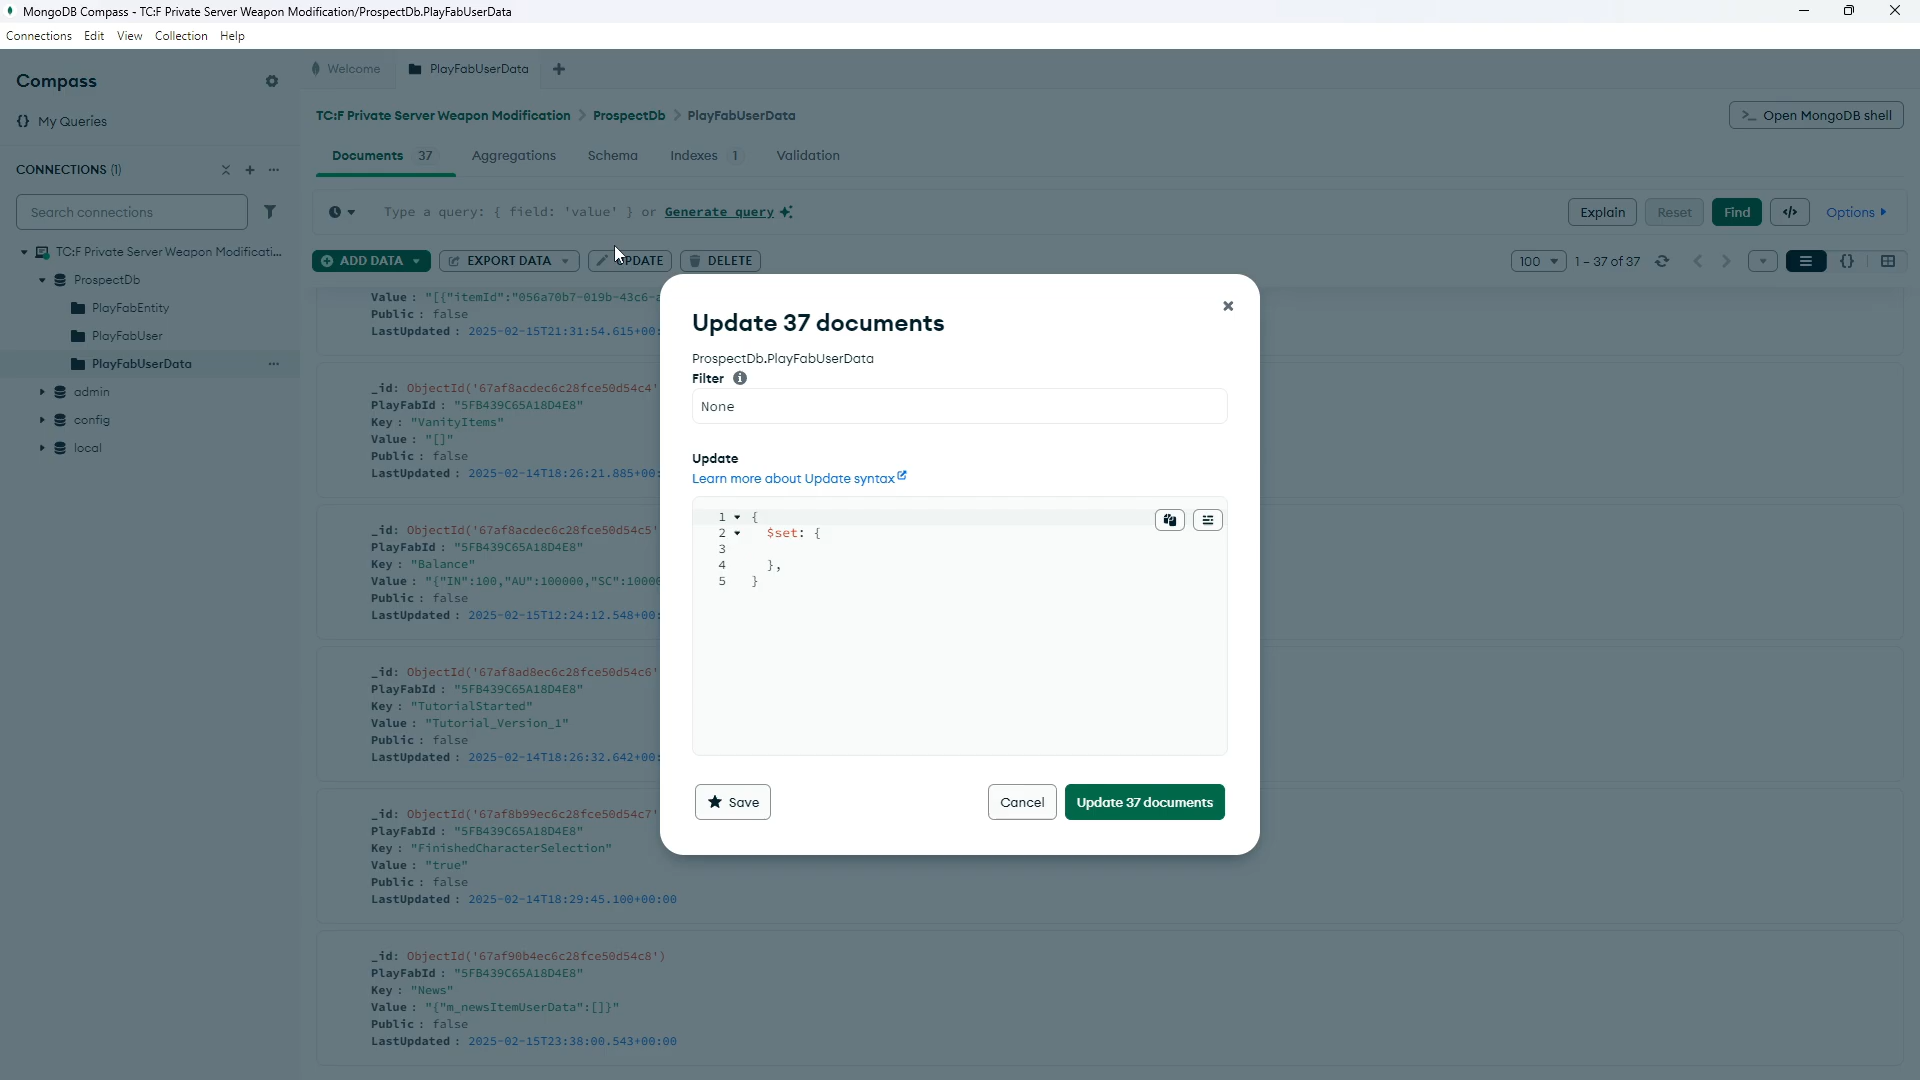 MongoDB Compass - TC:F Private Server Weapon Modification/ProspectDb.PlayFabUserData
Connections Edit View Collection Help
Compass
{} My Queries
CONNECTIONS (1)
Search connections
TC:F Private Server Weapon Modificati...
ProspectDb
PlayFabEntity
PlayFabUser
PlayFabUserData
admin
config
local
Welcome
PlayFabUserData
TC:F Private Server Weapon Modification > ProspectDb > PlayFabUserData
>_ Open MongoDB shell
Documents 37 Aggregations Schema Indexes 1 Validation
Type a query: { field: 'value' } or Generate query
Explain Reset Find </> Options
ADD DATA EXPORT DATA UPDATE DELETE
100 1 – 37 of 37 {}
Value : "[{"itemId":"056a70b7-019b-43c6-
Public : false
LastUpdated : 2025-02-15T21:31:54.615+00:
_id: ObjectId('67af8acdec6c28fce50d54c4'
PlayFabId : "5FB439C65A18D4E8"
Key : "VanityItems"
Value : "[]"
Public : false
LastUpdated : 2025-02-14T18:26:21.885+00:
_id: ObjectId('67af8acdec6c28fce50d54c5'
PlayFabId : "5FB439C65A18D4E8"
Key : "Balance"
Value : "{"IN":100,"AU":100000,"SC":10000
Public : false
LastUpdated : 2025-02-15T12:24:12.548+00:
_id: ObjectId('67af8ad8ec6c28fce50d54c6'
PlayFabId : "5FB439C65A18D4E8"
Key : "TutorialStarted"
Value : "Tutorial_Version_1"
Public : false
LastUpdated : 2025-02-14T18:26:32.642+00:
_id: ObjectId('67af8b99ec6c28fce50d54c7'
PlayFabId : "5FB439C65A18D4E8"
Key : "FinishedCharacterSelection"
Value : "true"
Public : false
LastUpdated : 2025-02-14T18:29:45.100+00:00
_id: ObjectId('67af90b4ec6c28fce50d54c8')
PlayFabId : "5FB439C65A18D4E8"
Key : "News"
Value : "{"m_newsItemUserData":[]}"
Public : false
LastUpdated : 2025-02-15T23:38:00.543+00:00
Update 37 documents
ProspectDb.PlayFabUserData
Filter
None
Update
Learn more about Update syntax
1 {
2 $set: {
3
4 },
5 }
Save Cancel Update 37 documents